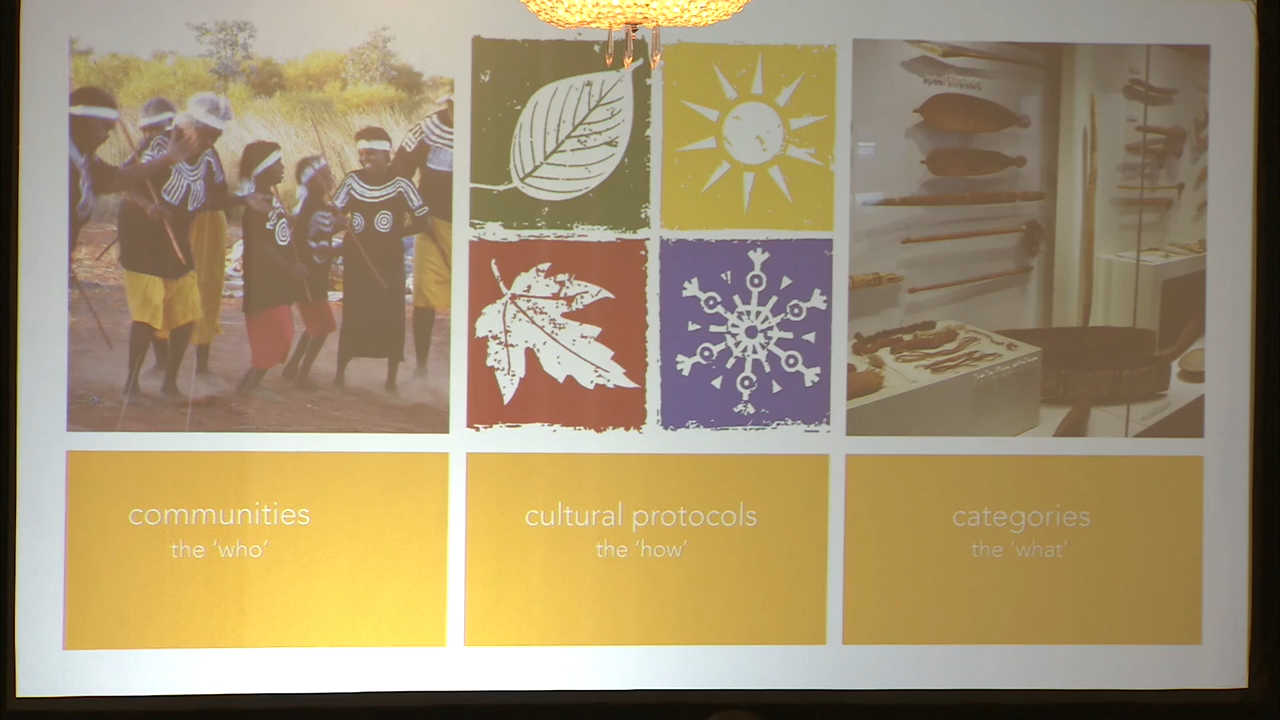 communities
the ‘who’
cultural protocols
the ‘how’
categories
the ‘what’